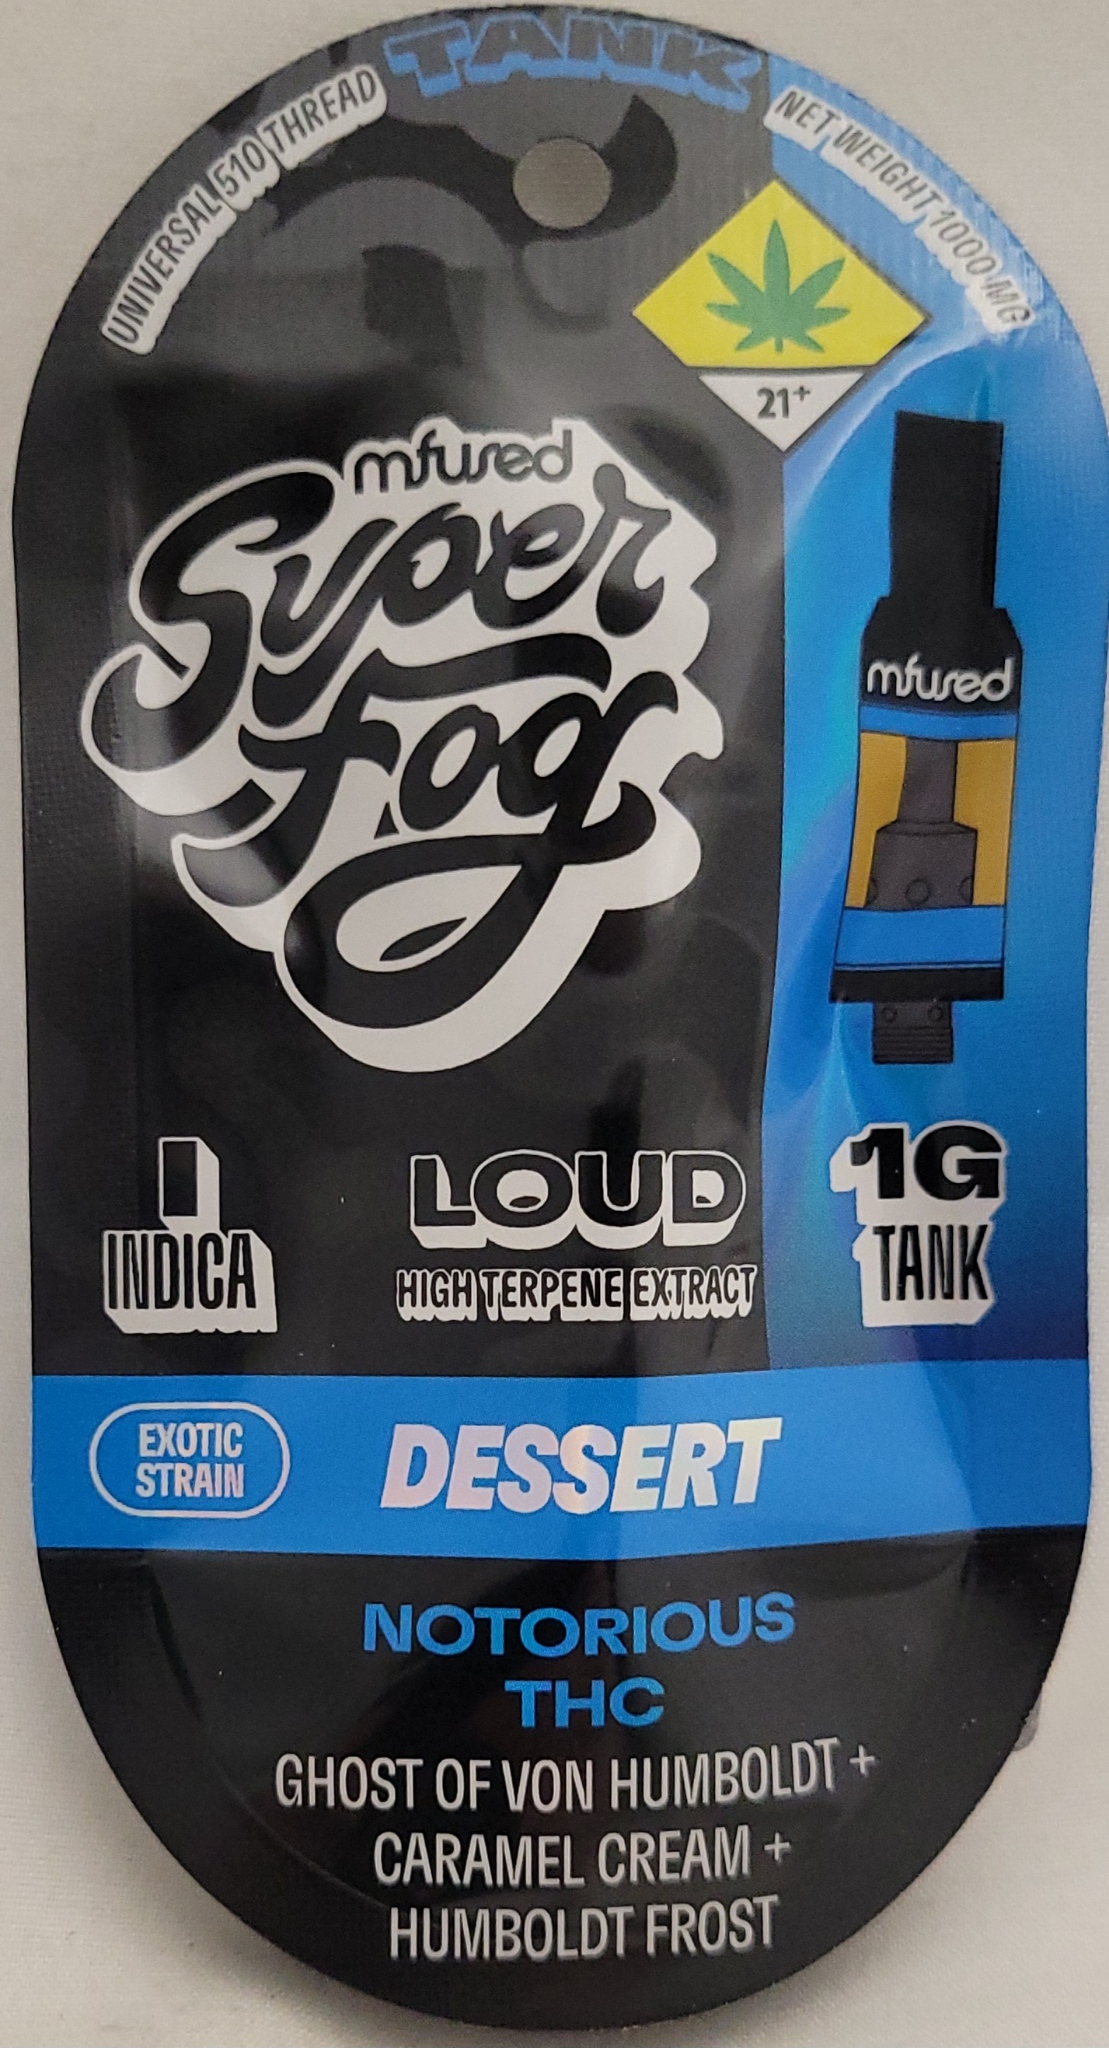 TANK
UNIVERSAL 510 THREAD
NET WEIGHT 1000 MG
21+
mfused
Super
Fog
mfused
I
INDICA
LOUD
HIGH TERPENE EXTRACT
1G
TANK
EXOTIC
STRAIN
DESSERT
NOTORIOUS
THC
GHOST OF VON HUMBOLDT +
CARAMEL CREAM +
HUMBOLDT FROST